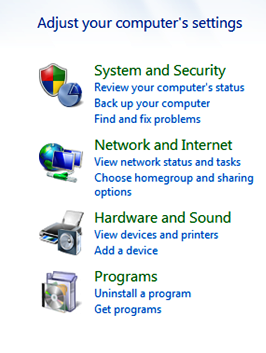 Adjust your computer's settings
System and Security
Review your computer's status
Back up your computer
Find and fix problems
Network and Internet
View network status and tasks
Choose homegroup and sharing
options
Hardware and Sound
View devices and printers
Add a device
Programs
Uninstall a program
Get programs